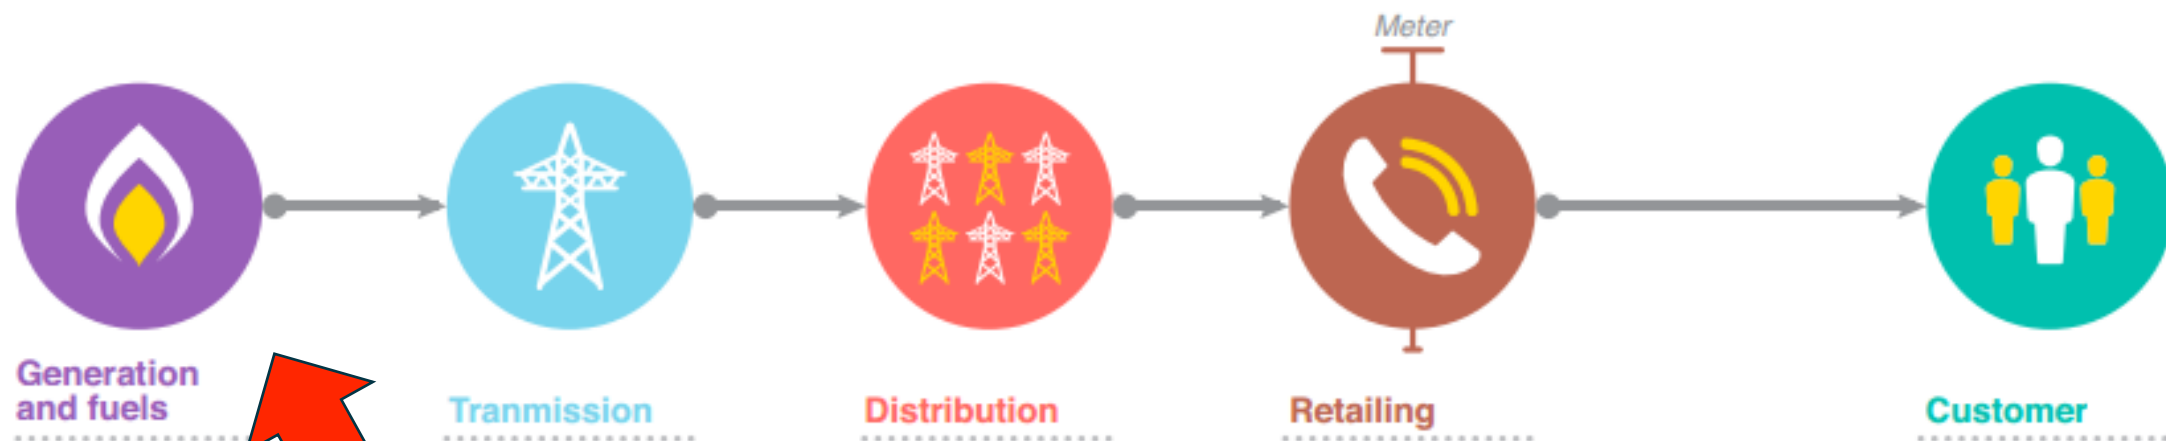 Meter
Generation
and fuels
Tranmission
Distribution
Retailing
Customer